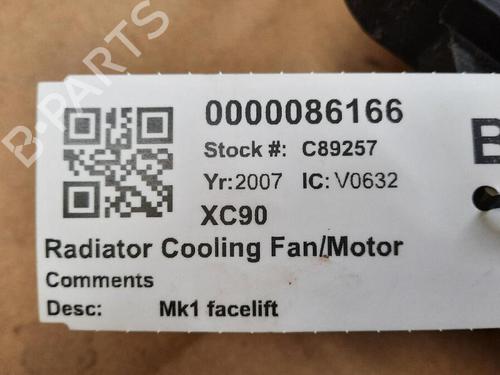 B-PARTS
0000086166
Stock #: C89257
B
Yr:2007 IC: V0632
XC90
Radiator Cooling Fan/Motor
Comments
Desc: Mk1 facelift